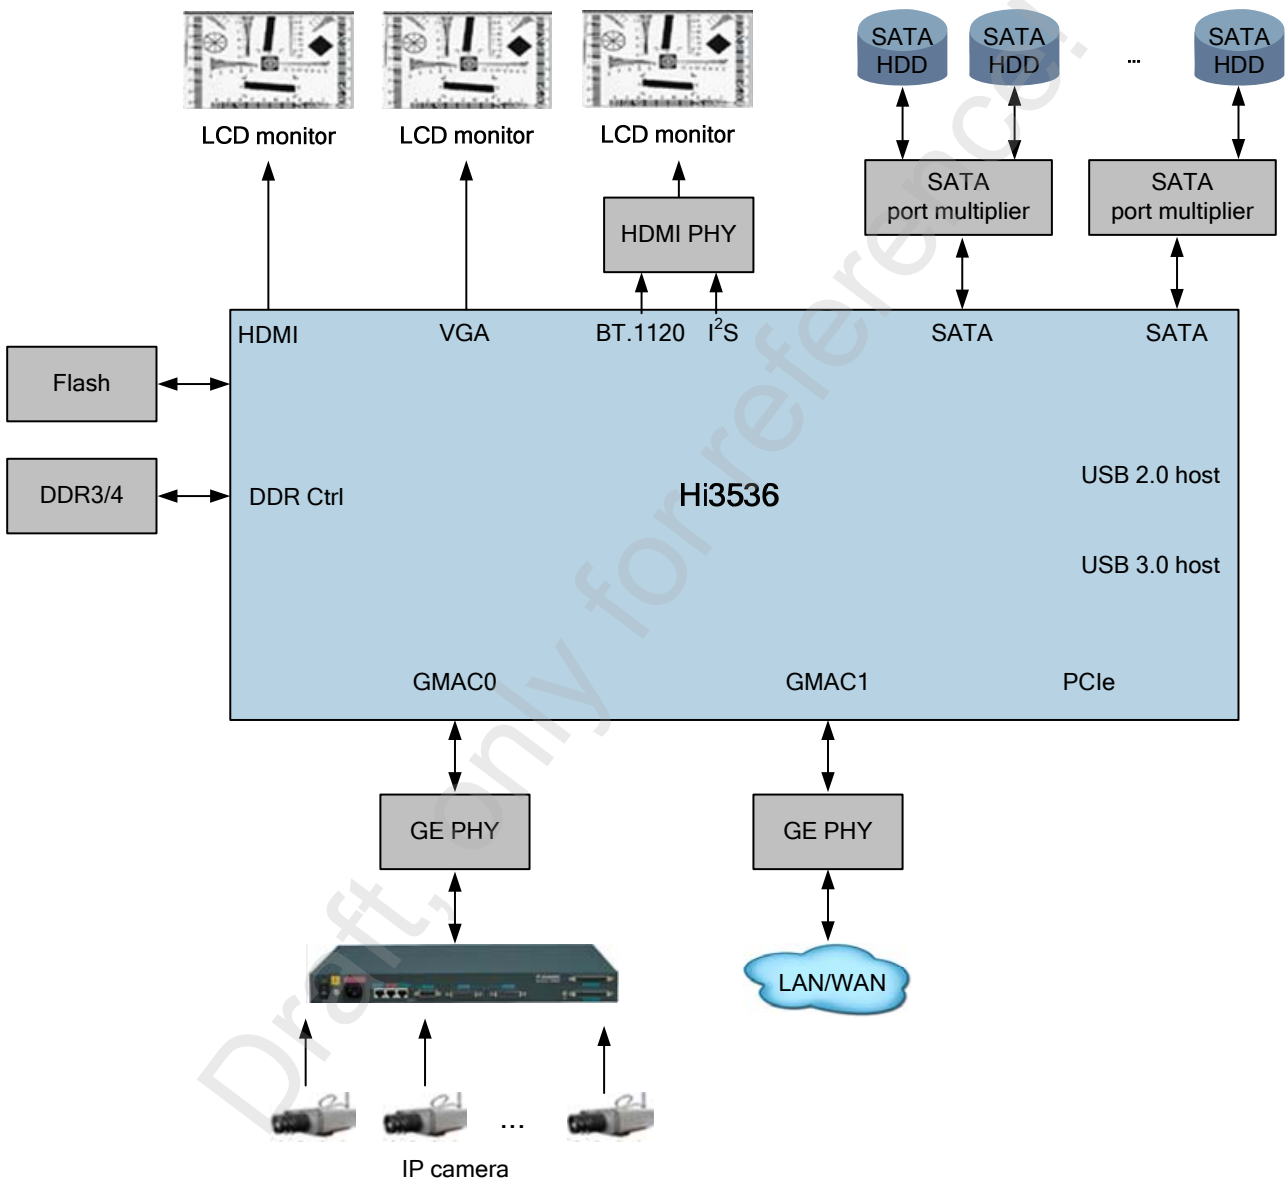 SATA
HDD
SATA
HDD
...
SATA
HDD
LCD monitor
LCD monitor
LCD monitor
SATA
port multiplier
SATA
port multiplier
HDMI PHY
HDMI
VGA
BT.1120
I²S
SATA
SATA
Flash
DDR3/4
DDR Ctrl
Hi3536
USB 2.0 host
USB 3.0 host
GMAC0
GMAC1
PCIe
GE PHY
GE PHY
LAN/WAN
...
IP camera
Draft, only for reference!